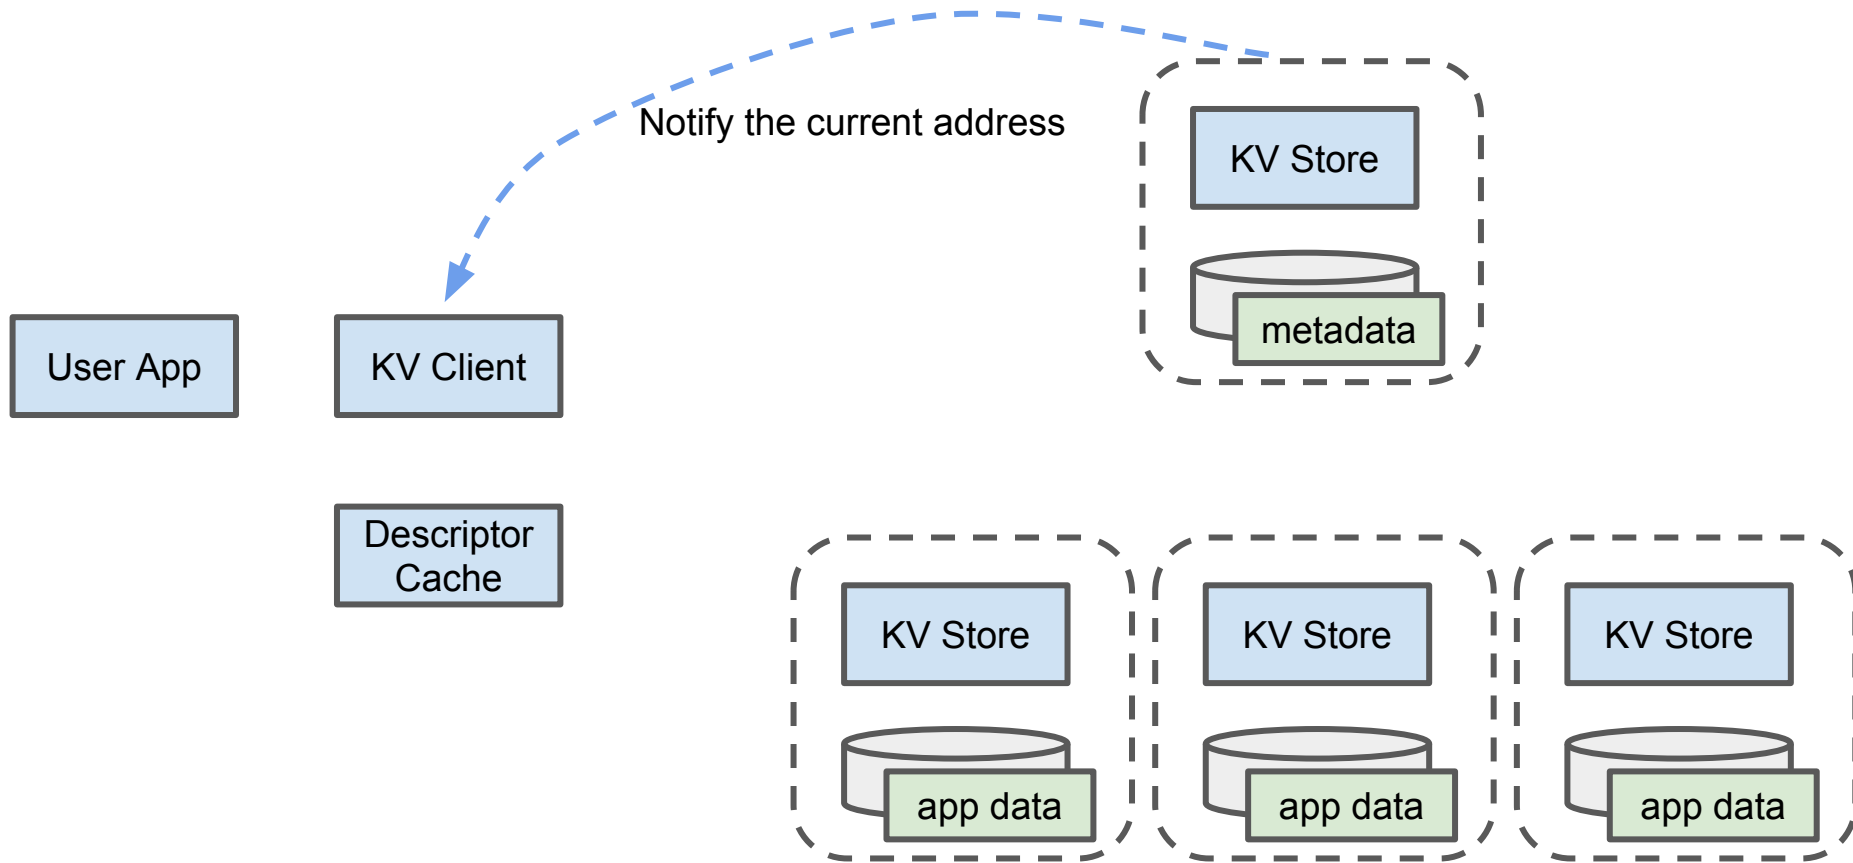 Notify the current address
KV Store
metadata
User App
KV Client
Descriptor
Cache
KV Store
KV Store
KV Store
app data
app data
app data